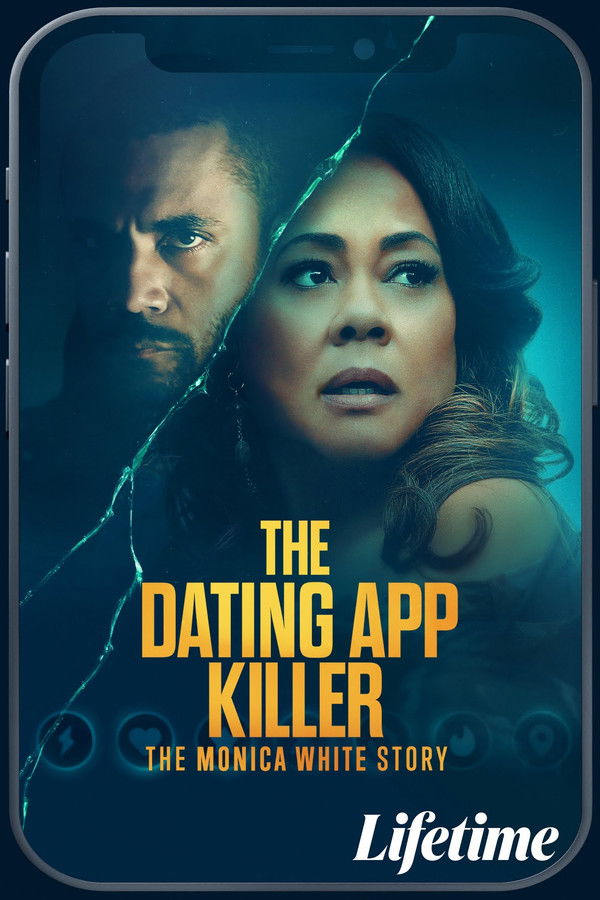 THE
DATING APP
KILLER
THE MONICA WHITE STORY
Lifetime